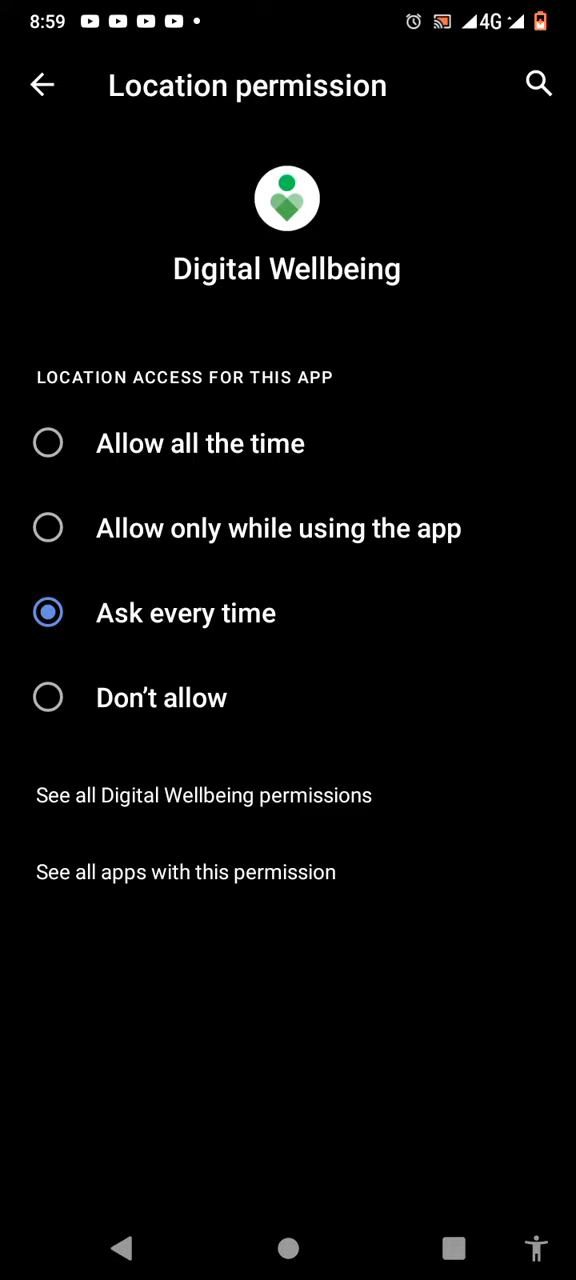 8:59 4G
Location permission
Digital Wellbeing
LOCATION ACCESS FOR THIS APP
Allow all the time
Allow only while using the app
Ask every time
Don’t allow
See all Digital Wellbeing permissions
See all apps with this permission